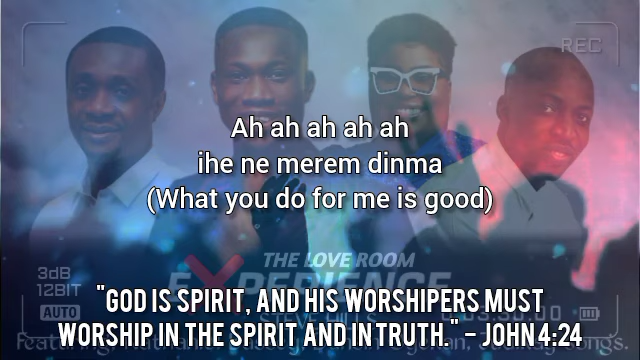 REC
Ah ah ah ah ah
ihe ne merem dinma
(What you do for me is good)
THE LOVE ROOM
EXPERIENCE
3dB
12BIT
AUTO
"GOD IS SPIRIT, AND HIS WORSHIPERS MUST
WORSHIP IN THE SPIRIT AND IN TRUTH." - JOHN 4:24